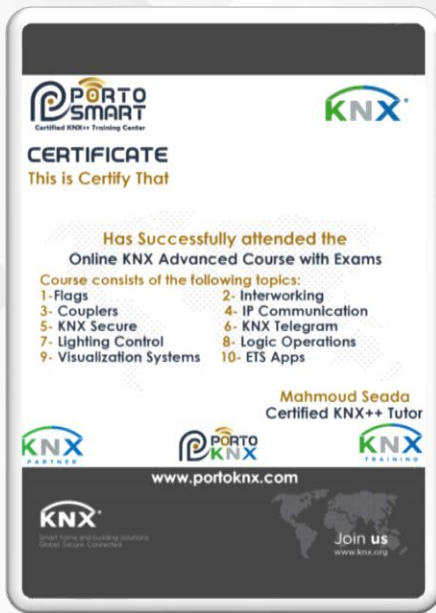 PORTO
SMART
Certified KNX++ Training Center
KNX
CERTIFICATE
This is Certify That
Has Successfully attended the
Online KNX Advanced Course with Exams
Course consists of the following topics:
1-Flags
2- Interworking
3- Couplers
4- IP Communication
5- KNX Secure
6- KNX Telegram
7- Lighting Control
8- Logic Operations
9- Visualization Systems
10- ETS Apps
Mahmoud Seada
Certified KNX++ Tutor
KNX
PARTNER
PORTO
KNX
KNX
TRAINING
www.portoknx.com
KNX
Smart home and building solutions.
Global. Secure. Connected.
Join us
www.knx.org